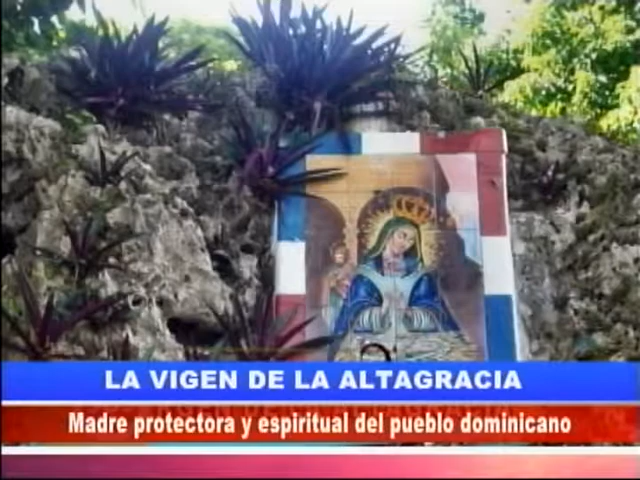 LA VIGEN DE LA ALTAGRACIA
Madre protectora y espiritual del pueblo dominicano